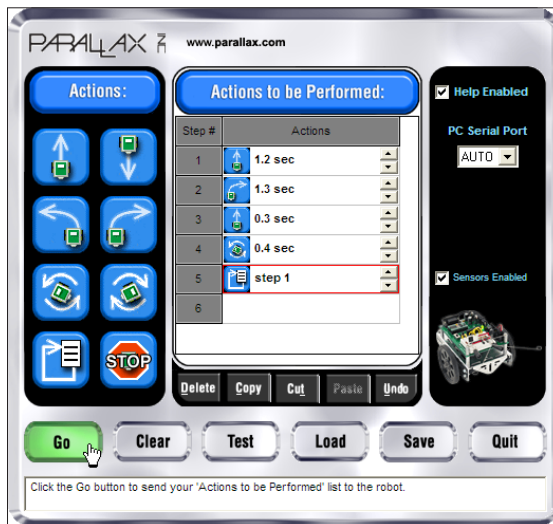 PARALLAX www.parallax.com
Actions:
Actions to be Performed:
Help Enabled
PC Serial Port
AUTO
Step # Actions
1 1.2 sec
2 1.3 sec
3 0.3 sec
4 0.4 sec
5 step 1
6
Sensors Enabled
STOP
Delete Copy Cut Paste Undo
Go Clear Test Load Save Quit
Click the Go button to send your 'Actions to be Performed' list to the robot.